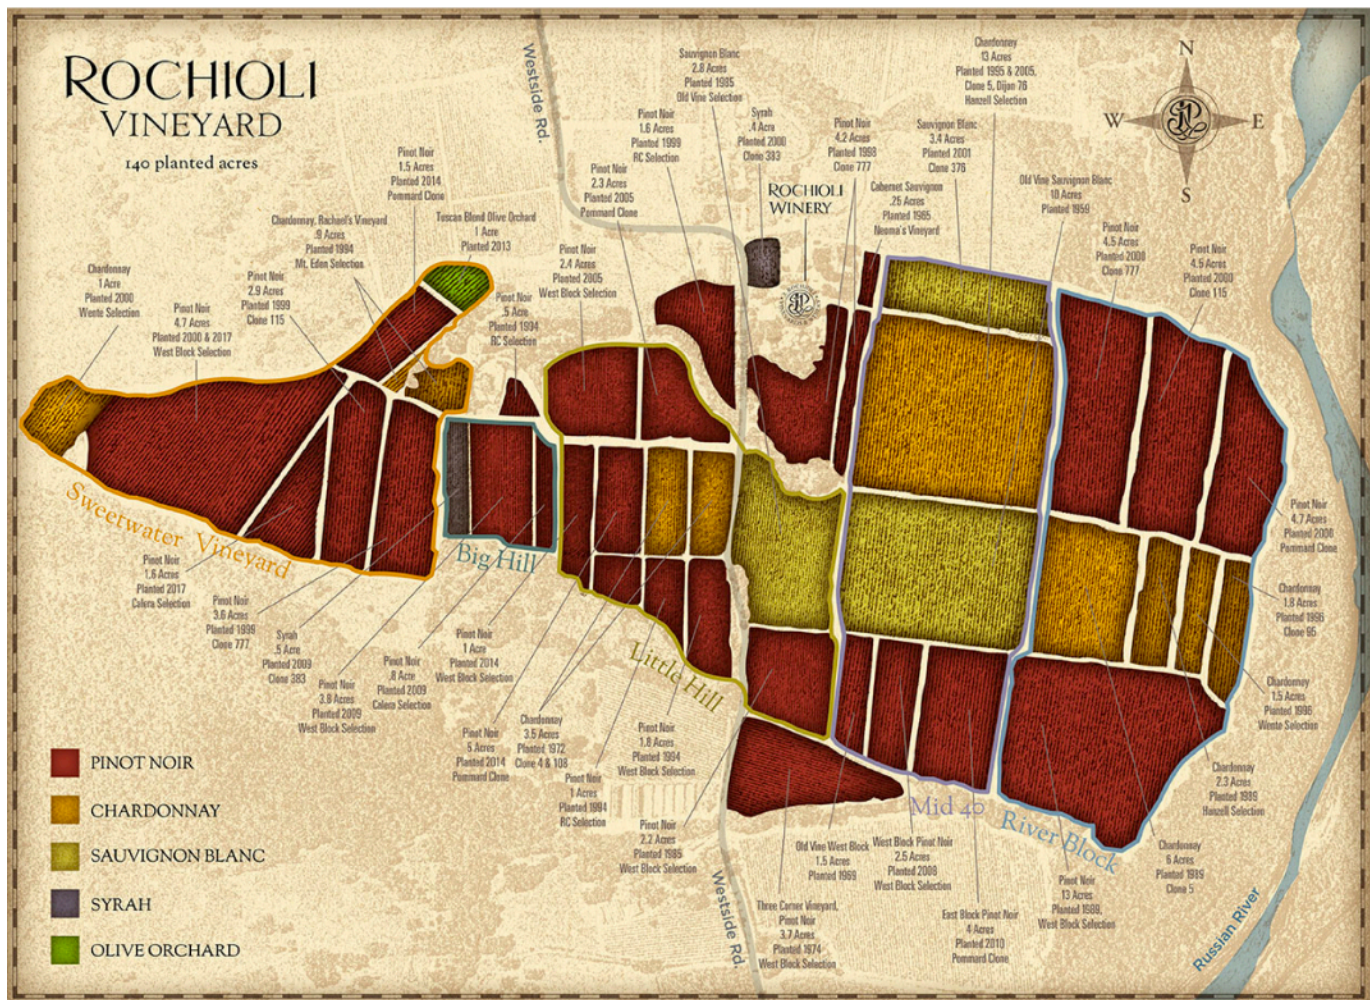 ROCHIOLI
VINEYARD
140 planted acres
Westside Rd.
Sauvignon Blanc
2.8 Acres
Planted 1985
Old Vine Selection
Chardonnay
13 Acres
Planted 1995 & 2005,
Clone 5, Dijon 76
Hanzell Selection
N
W
E
S
Pinot Noir
1.6 Acres
Planted 1999
RC Selection
Syrah
.4 Acre
Planted 2000
Clone 383
Pinot Noir
4.2 Acres
Planted 1998
Clone 777
Sauvignon Blanc
3.4 Acres
Planted 2001
Clone 376
Pinot Noir
1.5 Acres
Planted 2014
Pommard Clone
Pinot Noir
2.3 Acres
Planted 2005
Pommard Clone
ROCHIOLI
WINERY
Cabernet Sauvignon
.25 Acres
Planted 1985
Neoma's Vineyard
Old Vine Sauvignon Blanc
10 Acres
Planted 1959
Chardonnay, Rachael's Vineyard
.9 Acres
Planted 1994
Mt. Eden Selection
Tuscan Blend Olive Orchard
1 Acre
Planted 2013
Pinot Noir
4.5 Acres
Planted 2000
Clone 777
Pinot Noir
4.5 Acres
Planted 2000
Clone 115
Chardonnay
1 Acre
Planted 2000
Wente Selection
Pinot Noir
4.7 Acres
Planted 2000 & 2017
West Block Selection
Pinot Noir
2.9 Acres
Planted 1999
Clone 115
Pinot Noir
2.4 Acres
Planted 2005
West Block Selection
Pinot Noir
.5 Acre
Planted 1994
RC Selection
Pinot Noir
4.7 Acres
Planted 2000
Pommard Clone
Sweetwater Vineyard
Big Hill
Little Hill
Mid 40
River Block
Pinot Noir
1.6 Acres
Planted 2017
Calera Selection
Pinot Noir
3.6 Acres
Planted 1999
Clone 777
Syrah
.5 Acre
Planted 2009
Clone 383
Pinot Noir
3.8 Acres
Planted 2009
West Block Selection
Pinot Noir
.8 Acre
Planted 2009
Calera Selection
Pinot Noir
1 Acre
Planted 2014
West Block Selection
Pinot Noir
5 Acres
Planted 2014
Pommard Clone
Chardonnay
3.5 Acres
Planted 1972
Clone 4 & 108
Pinot Noir
1 Acres
Planted 1994
RC Selection
Pinot Noir
1.8 Acres
Planted 1994
West Block Selection
Pinot Noir
2.2 Acres
Planted 1985
West Block Selection
Chardonnay
1.8 Acres
Planted 1996
Clone 95
Chardonnay
1.5 Acres
Planted 1996
Wente Selection
Chardonnay
2.3 Acres
Planted 1989
Hanzell Selection
Chardonnay
6 Acres
Planted 1989
Clone 5
Pinot Noir
13 Acres
Planted 1989,
West Block Selection
Old Vine West Block
1.5 Acres
Planted 1969
West Block Pinot Noir
2.5 Acres
Planted 2008
West Block Selection
East Block Pinot Noir
4 Acres
Planted 2010
Pommard Clone
Three Corner Vineyard,
Pinot Noir
3.7 Acres
Planted 1974
West Block Selection
Westside Rd.
Russian River
PINOT NOIR
CHARDONNAY
SAUVIGNON BLANC
SYRAH
OLIVE ORCHARD